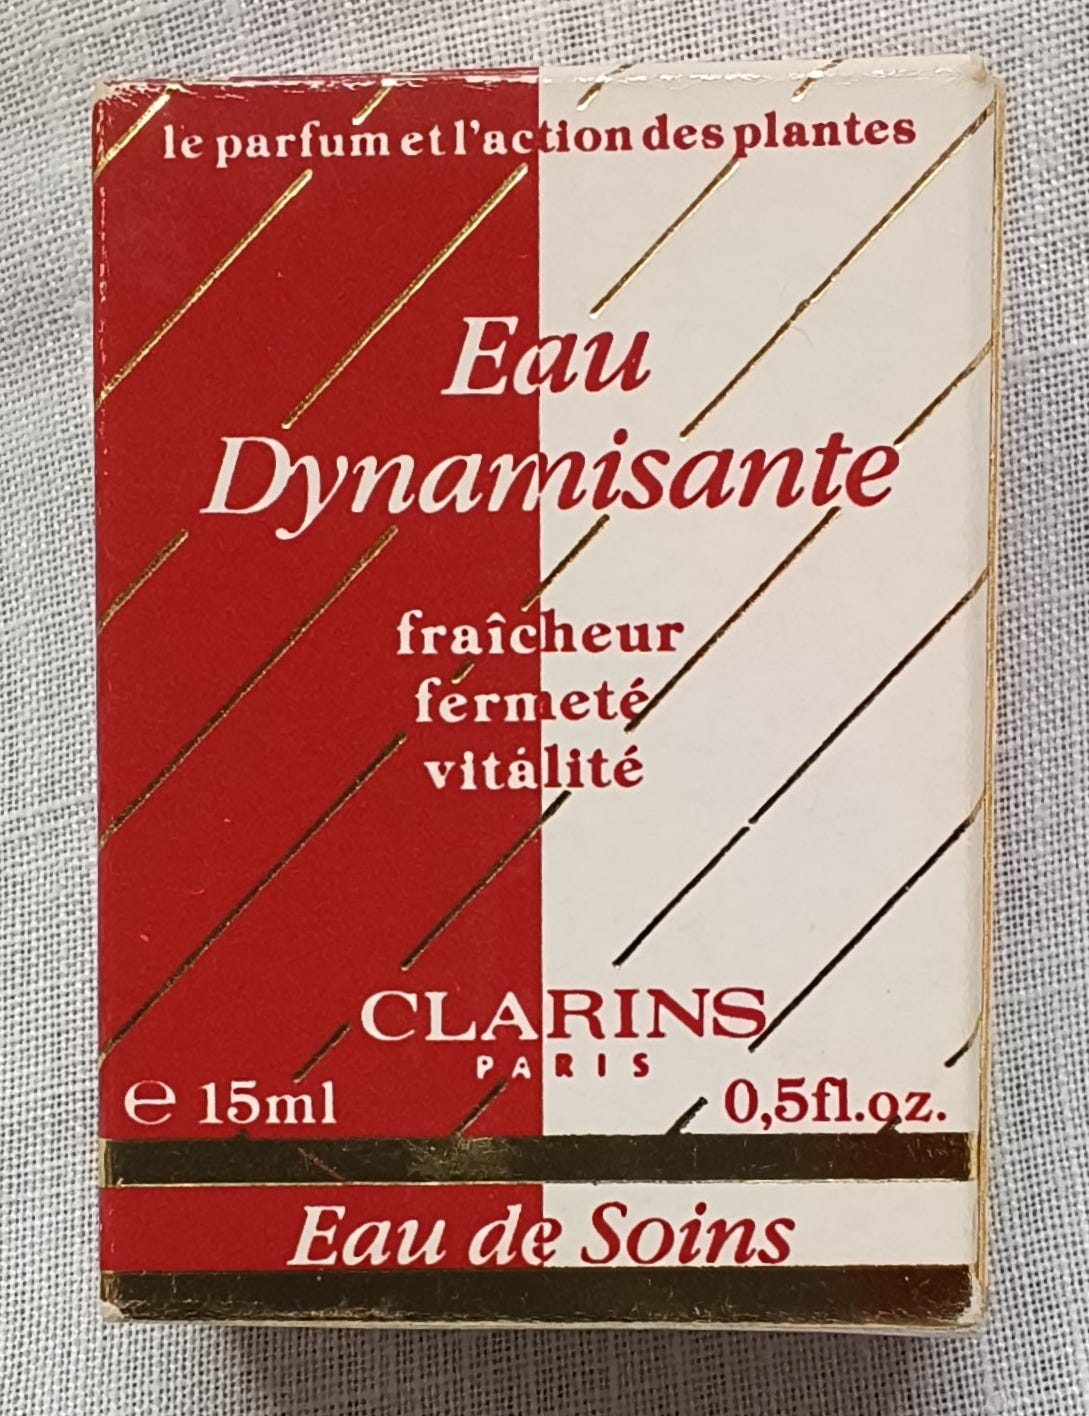 le parfum et l'action des plantes
Eau
Dynamisante
fraîcheur
fermeté
vitalité
CLARINS
PARIS
℮ 15ml 0,5fl.oz.
Eau de Soins